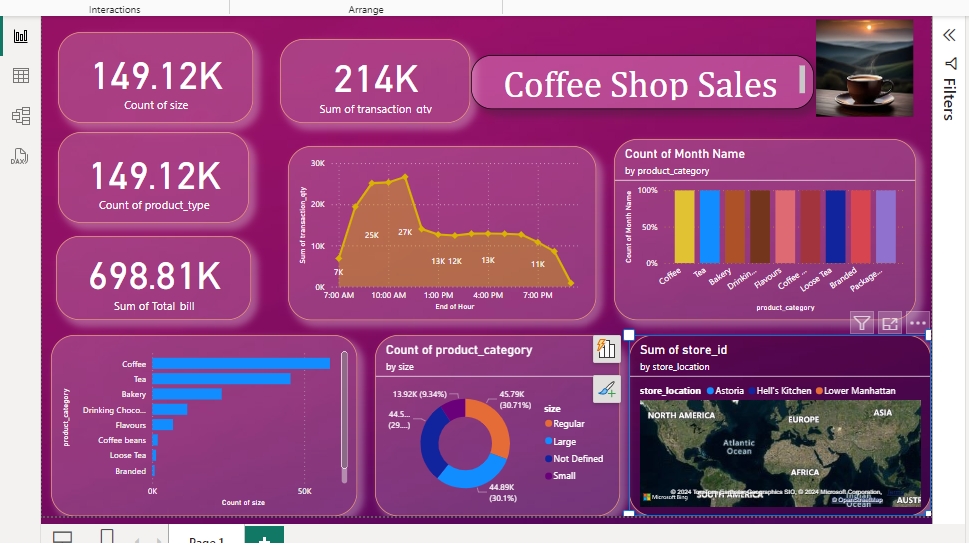 Interactions
Arrange
149.12K
Count of size
214K
Sum of transaction_qty
Coffee Shop Sales
149.12K
Count of product_type
698.81K
Sum of Total_bill
Sum of transaction_qty
30K
20K
10K
0K
7K
25K
27K
13K
12K
13K
11K
7:00 AM
10:00 AM
1:00 PM
4:00 PM
7:00 PM
End of Hour
Count of Month Name
by product_category
Count of Month Name
100%
50%
0%
Coffee
Tea
Bakery
Drinkin...
Flavours
Coffee ...
Loose Tea
Branded
Package...
product_category
Filters
product_category
Coffee
Tea
Bakery
Drinking Choco...
Flavours
Coffee beans
Loose Tea
Branded
0K
50K
Count of size
Count of product_category
by size
13.92K (9.34%)
45.79K
(30.71%)
44.5...
(29....)
44.89K
(30.1%)
size
Regular
Large
Not Defined
Small
Sum of store_id
by store_location
store_location
Astoria
Hell's Kitchen
Lower Manhattan
NORTH AMERICA
EUROPE
ASIA
Atlantic
Ocean
AFRICA
SOUTH AMERICA
Indian
Ocean
AUSTR
Microsoft Bing
© 2024 TomTom, Earthstar Geographics SIO, © 2024 Microsoft Corporation,
© OpenStreetMap
DAX
Page 1